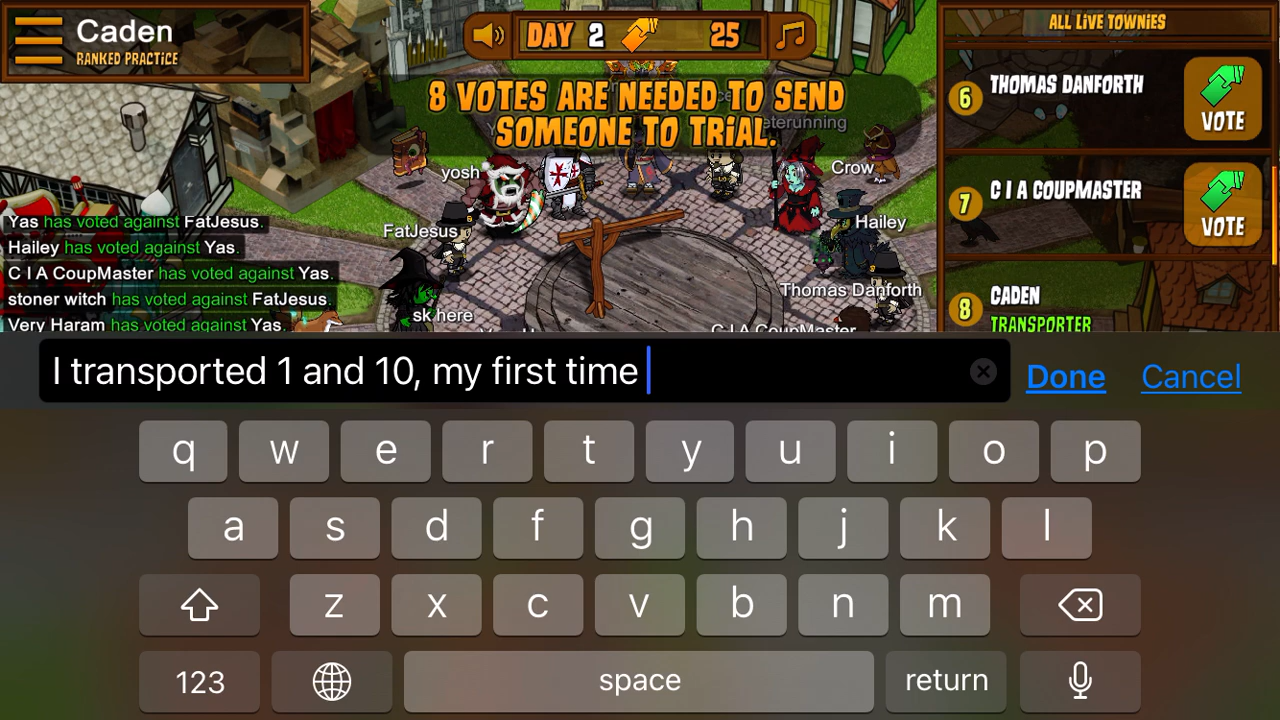 Caden
RANKED PRACTICE
DAY 2
25
ALL LIVE TOWNIES
8 VOTES ARE NEEDED TO SEND
SOMEONE TO TRIAL.
eterunning
6
THOMAS DANFORTH
VOTE
7
C I A COUPMASTER
VOTE
8
CADEN
TRANSPORTER
yosh
Crow
FatJesus
Hailey
Thomas Danforth
sk here
C I A CoupMaster
Yas has voted against FatJesus.
Hailey has voted against Yas.
C I A CoupMaster has voted against Yas.
stoner witch has voted against FatJesus.
Very Haram has voted against Yas.
I transported 1 and 10, my first time
Done
Cancel
q w e r t y u i o p
a s d f g h j k l
z x c v b n m
123
space
return